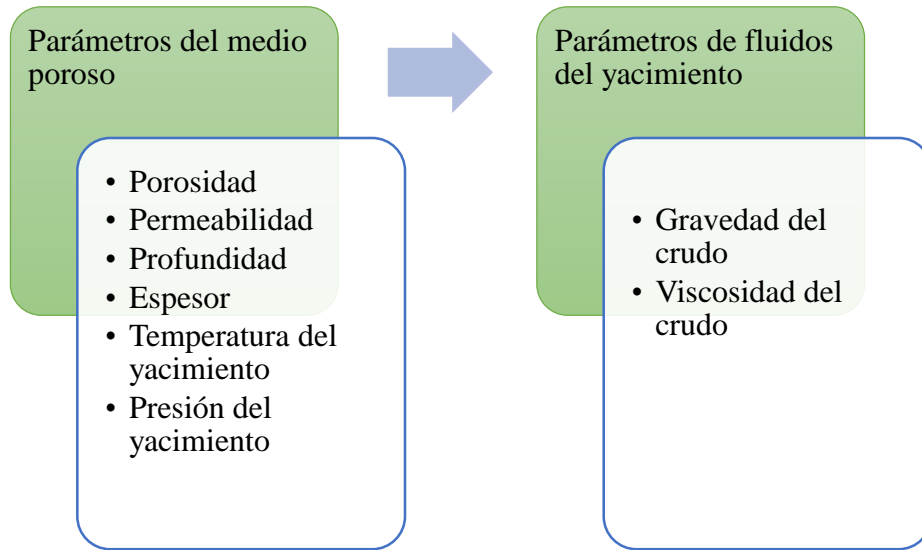 Parámetros del medio
poroso
• Porosidad
• Permeabilidad
• Profundidad
• Espesor
• Temperatura del
yacimiento
• Presión del
yacimiento
Parámetros de fluidos
del yacimiento
• Gravedad del
crudo
• Viscosidad del
crudo